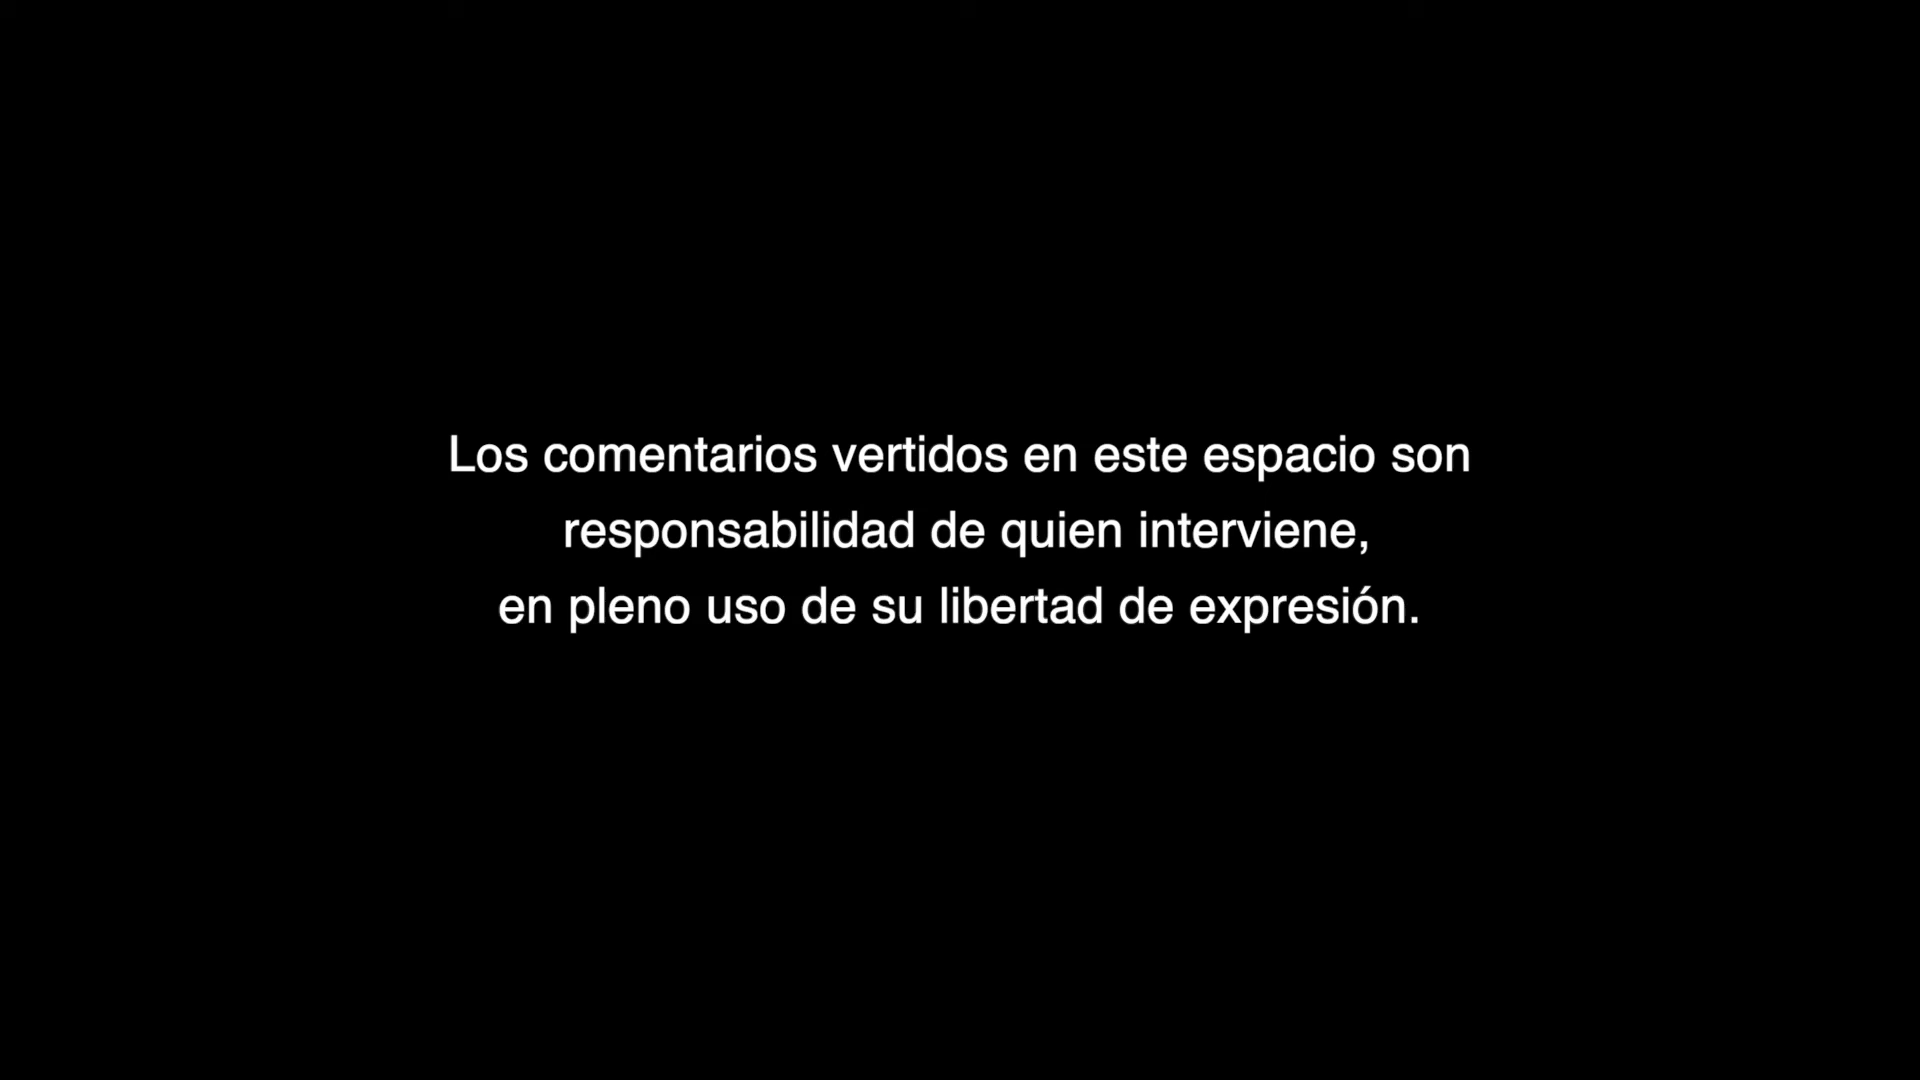 Los comentarios vertidos en este espacio son
responsabilidad de quien interviene,
en pleno uso de su libertad de expresión.